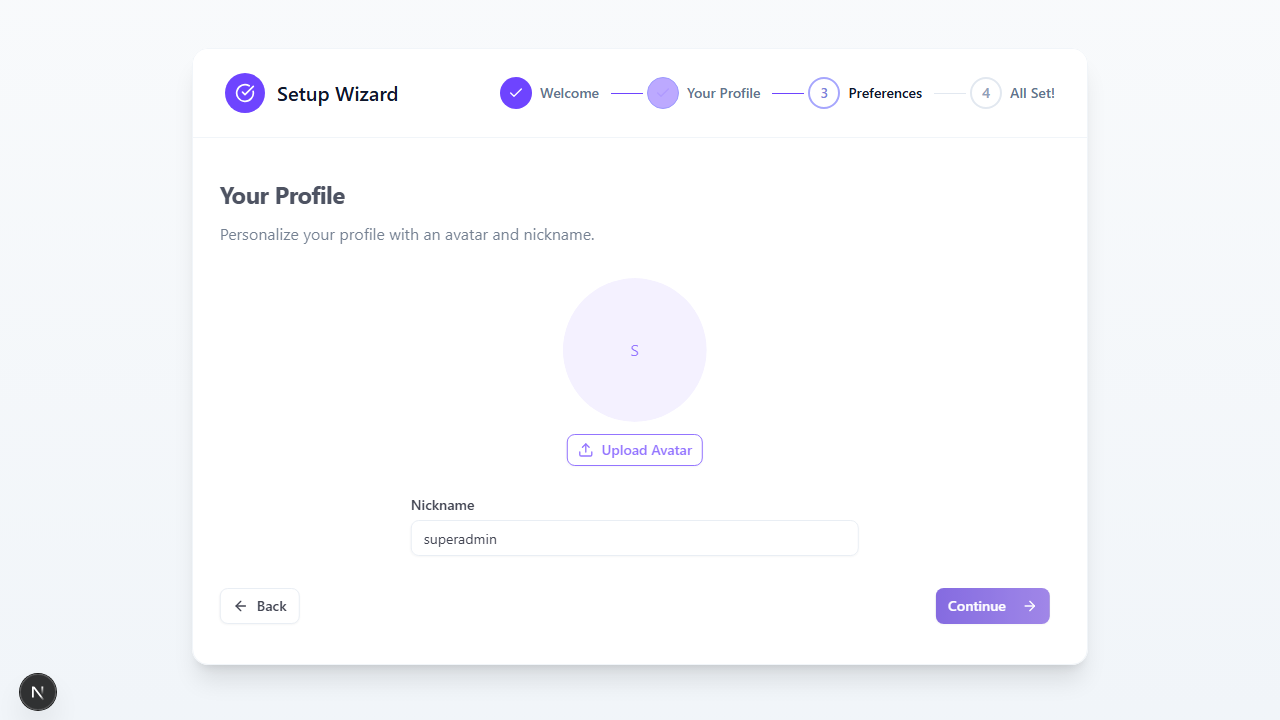 Setup Wizard
Welcome
Your Profile
3 Preferences
4 All Set!
Your Profile
Personalize your profile with an avatar and nickname.
S
Upload Avatar
Nickname
superadmin
Back
Continue
N